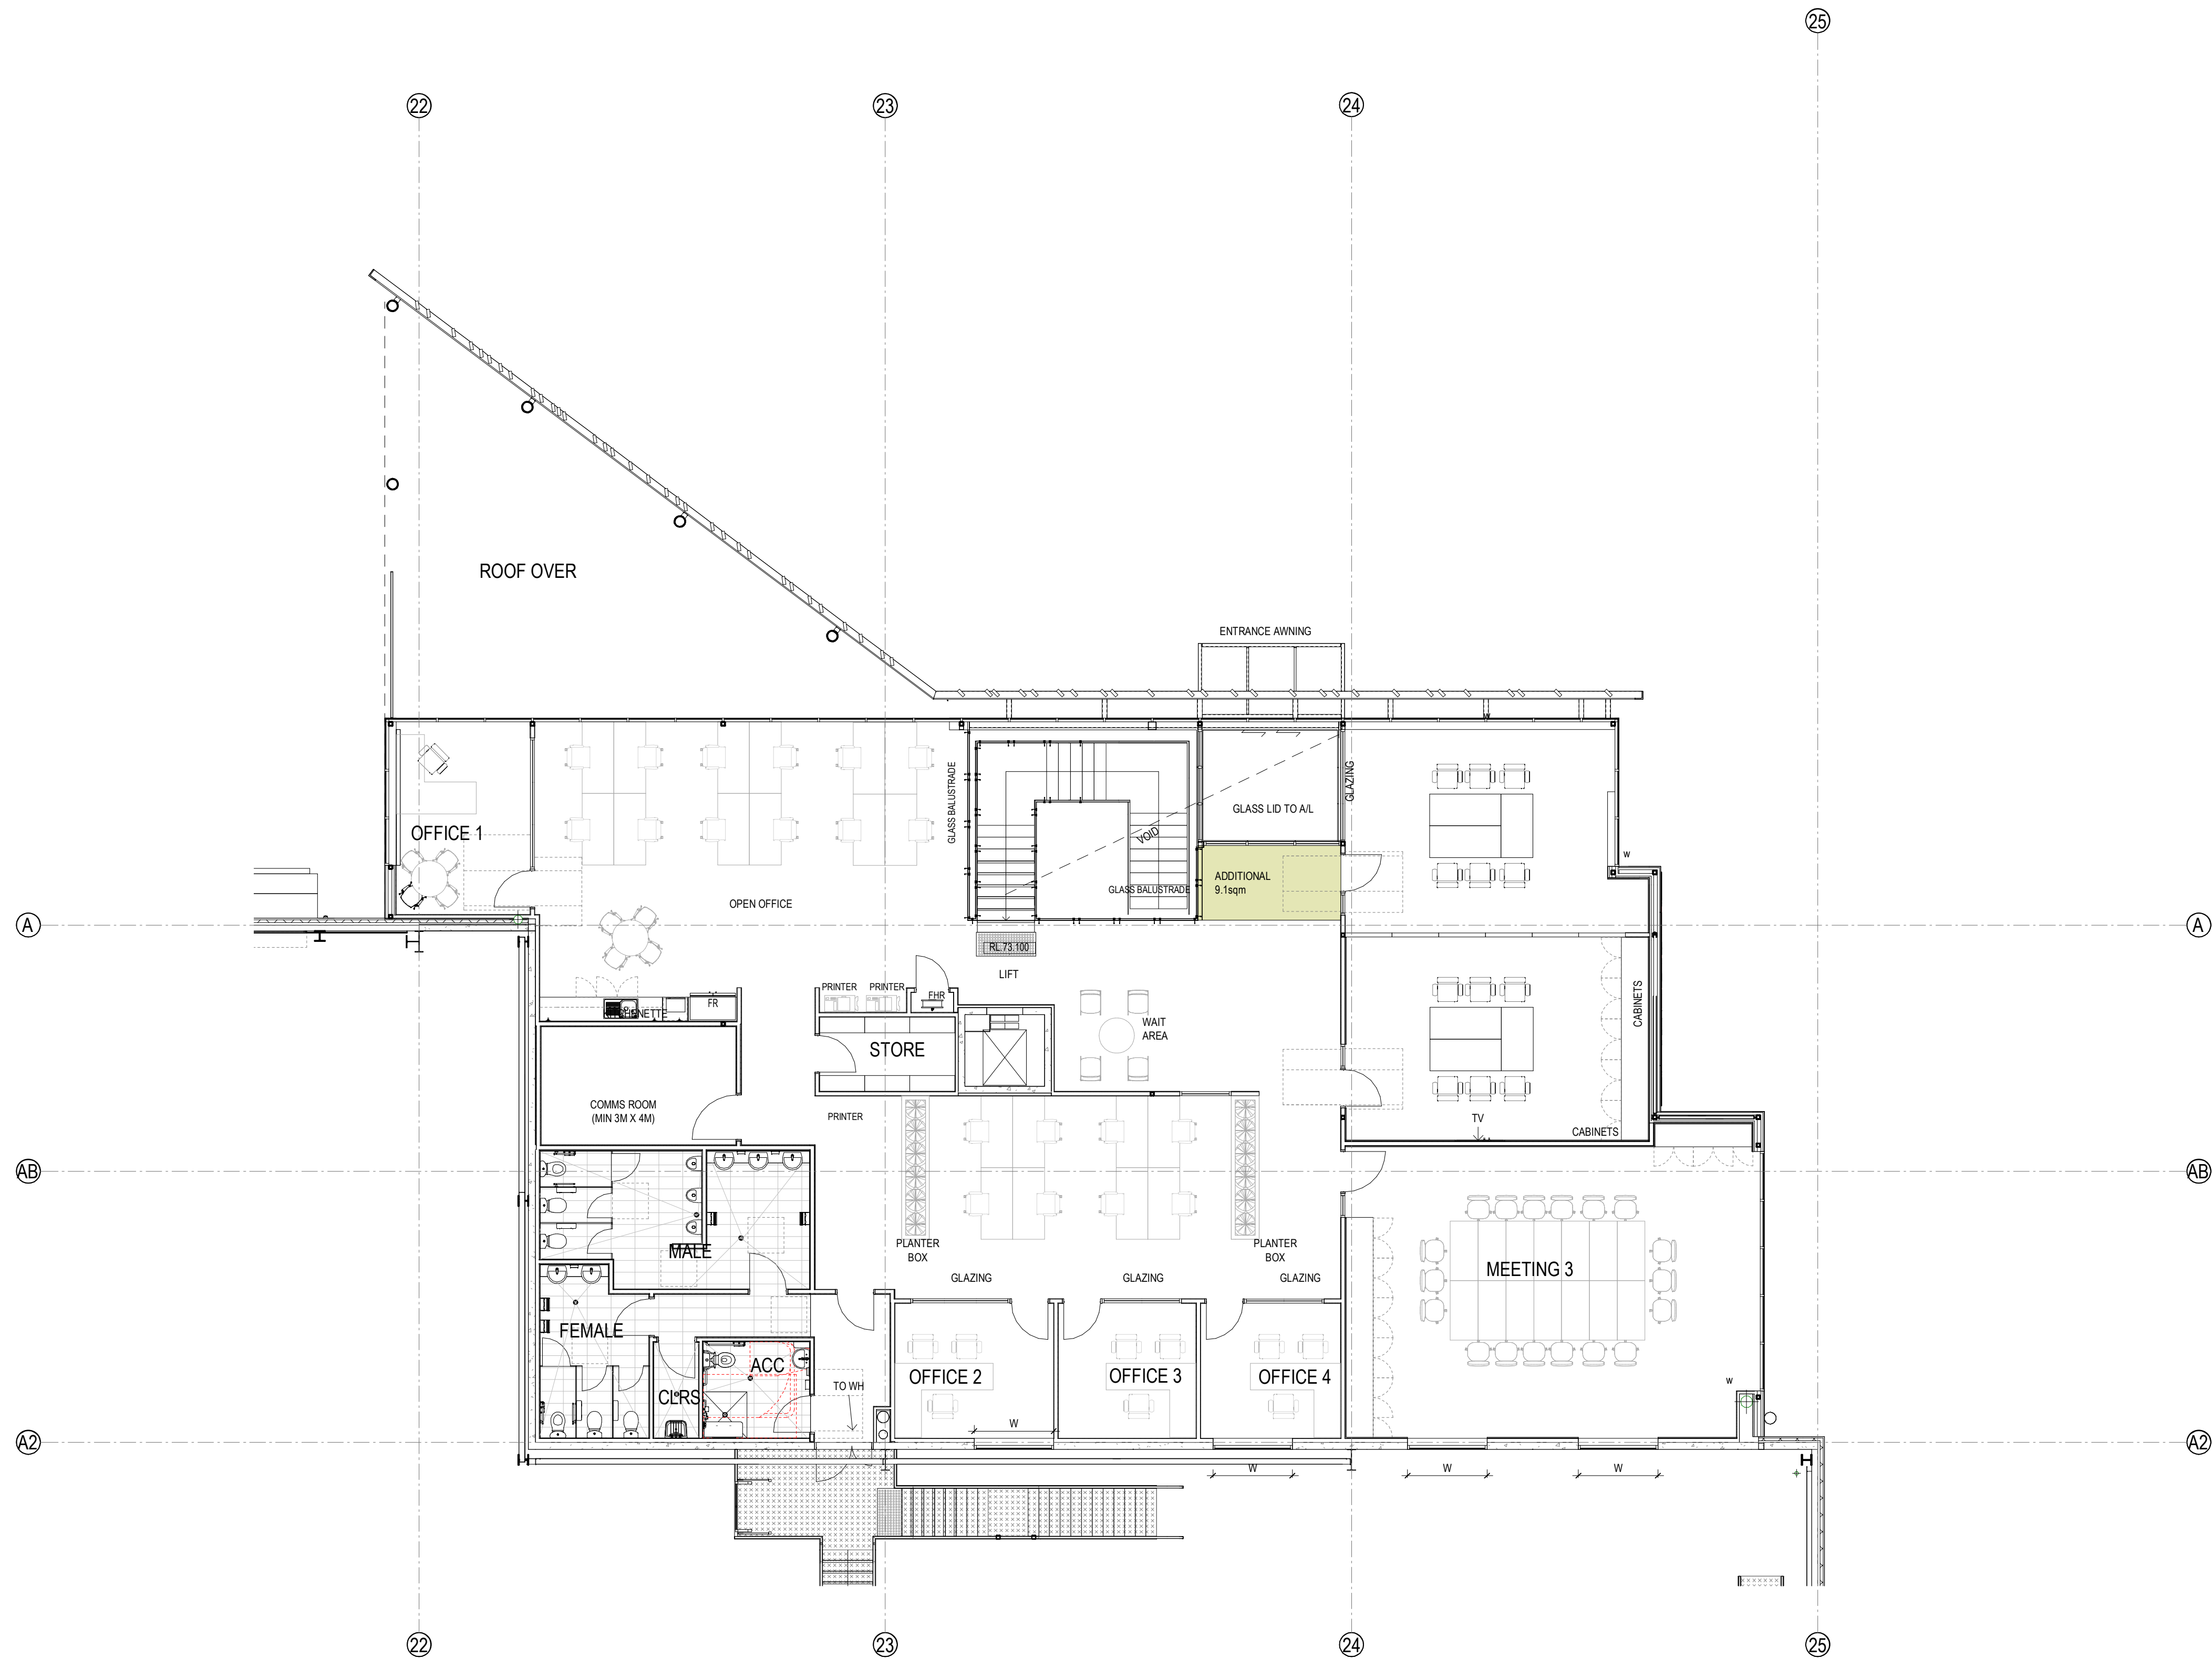 25
22
23
24
ROOF OVER
ENTRANCE AWNING
W
GLASS BALUSTRADE
GLAZING
GLASS LID TO A/L
OFFICE 1
VOID
W
ADDITIONAL
9.1sqm
GLASS BALUSTRADE
OPEN OFFICE
A
A
RL.73.100
LIFT
PRINTER
PRINTER
FHR
FR
CABINETS
WAIT
AREA
STORE
COMMS ROOM
(MIN 3M X 4M)
PRINTER
TV
CABINETS
AB
AB
MALE
PLANTER
BOX
PLANTER
BOX
MEETING 3
GLAZING
GLAZING
GLAZING
FEMALE
ACC
OFFICE 2
OFFICE 3
OFFICE 4
W
TO WH
CLRS
W
A2
A2
W
W
W
22
23
24
25